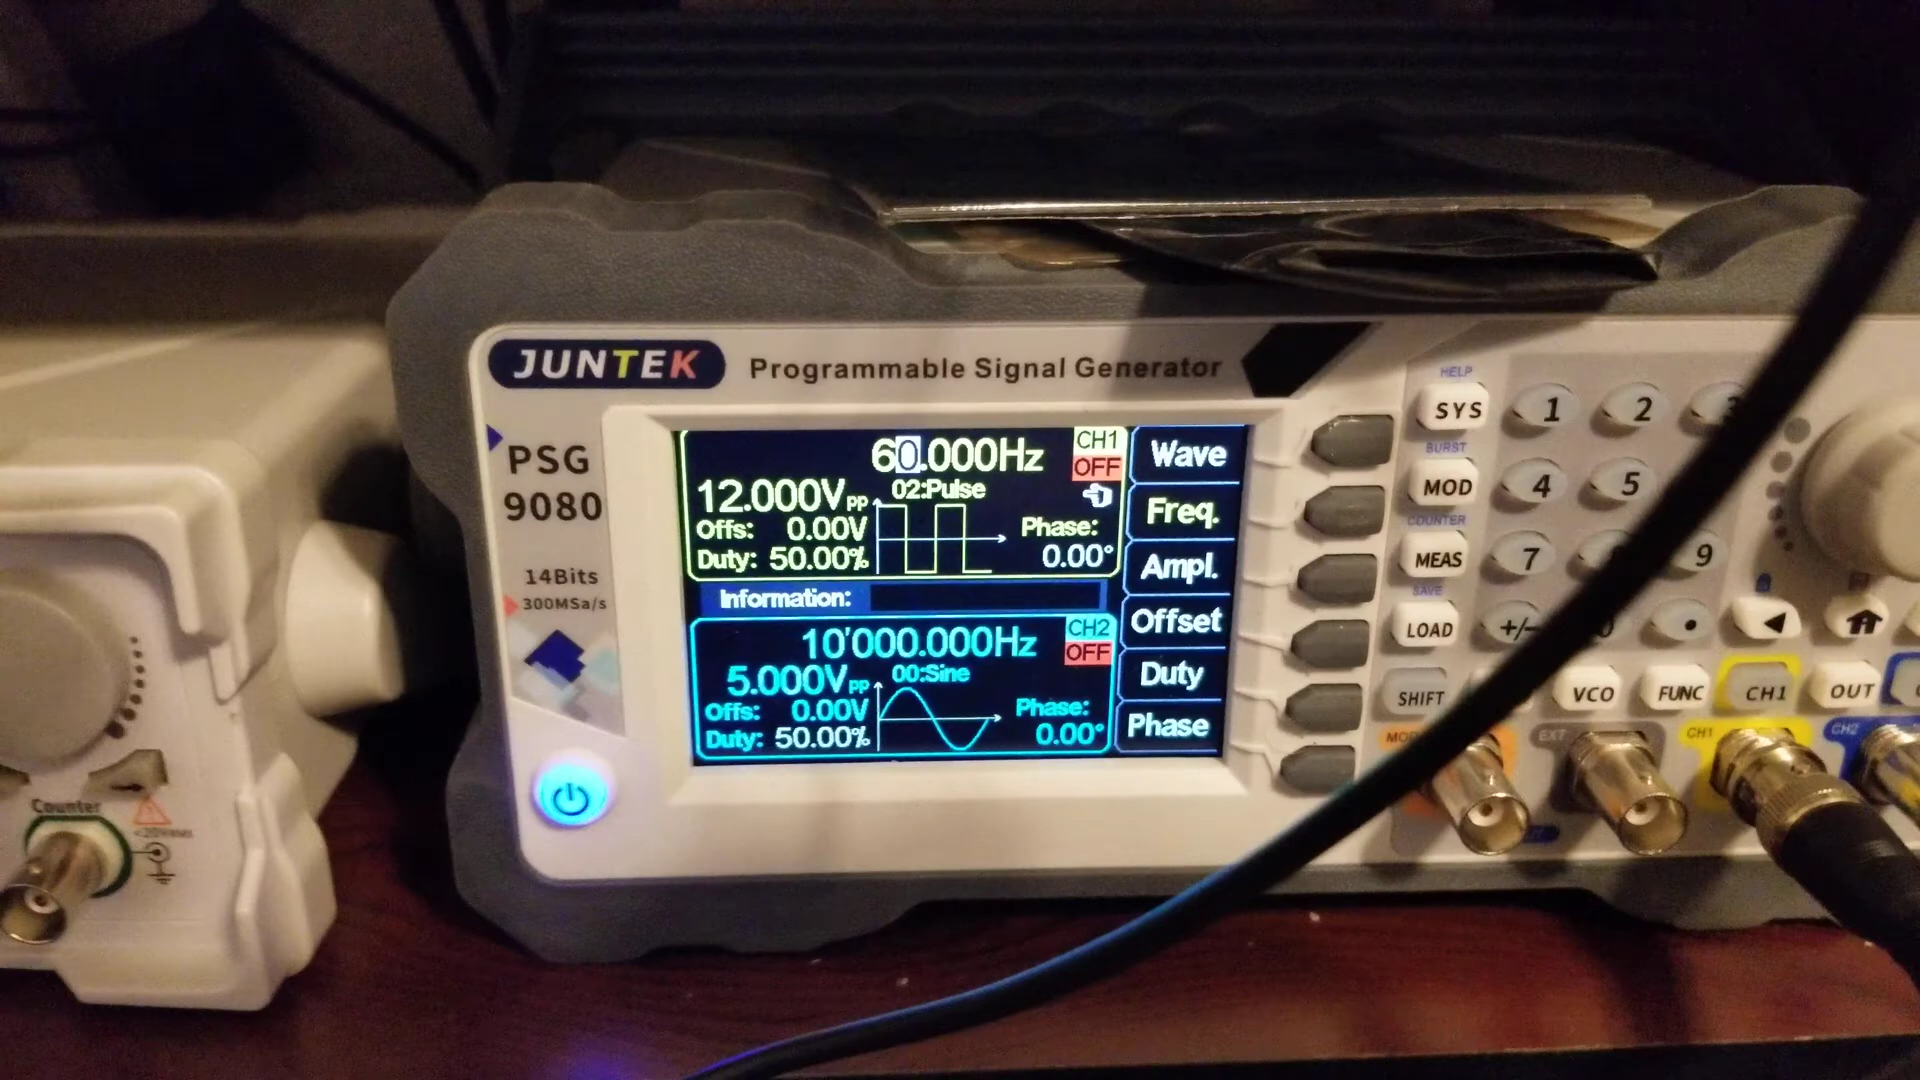 JUNTEK Programmable Signal Generator
PSG
9080
14Bits
300MSa/s
60.000Hz CH1
OFF
12.000Vpp 02:Pulse
Offs: 0.00V Phase:
Duty: 50.00% 0.00°
Information:
10'000.000Hz CH2
OFF
5.000Vpp 00:Sine
Offs: 0.00V Phase:
Duty: 50.00% 0.00°
Wave
Freq.
Ampl.
Offset
Duty
Phase
HELP
SYS 1 2 3
BURST
MOD 4 5
COUNTER
MEAS 7 9
SAVE
LOAD +/- 0 •
SHIFT VCO FUNC CH1 OUT
EXT CH1 CH2
Counter